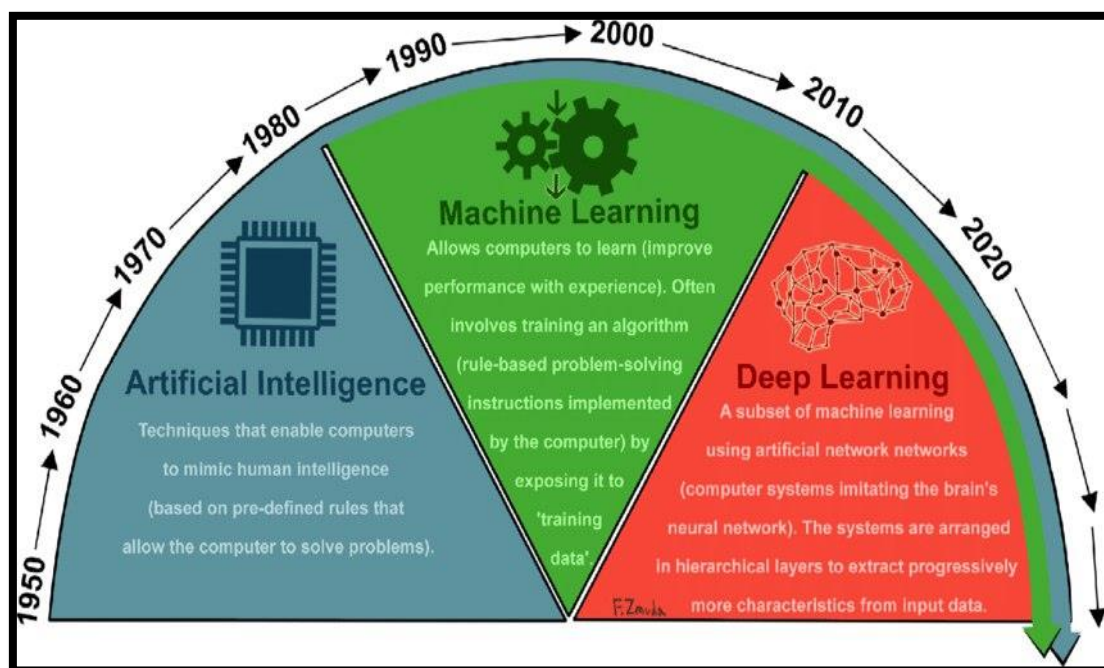 1950
1960
1970
1980
1990
2000
2010
2020
Artificial Intelligence
Techniques that enable computers
to mimic human intelligence
(based on pre-defined rules that
allow the computer to solve problems).
Machine Learning
Allows computers to learn (improve
performance with experience). Often
involves training an algorithm
(rule-based problem-solving
instructions implemented
by the computer) by
exposing it to
'training
data'.
Deep Learning
A subset of machine learning
using artificial network networks
(computer systems imitating the brain's
neural network). The systems are arranged
in hierarchical layers to extract progressively
more characteristics from input data.